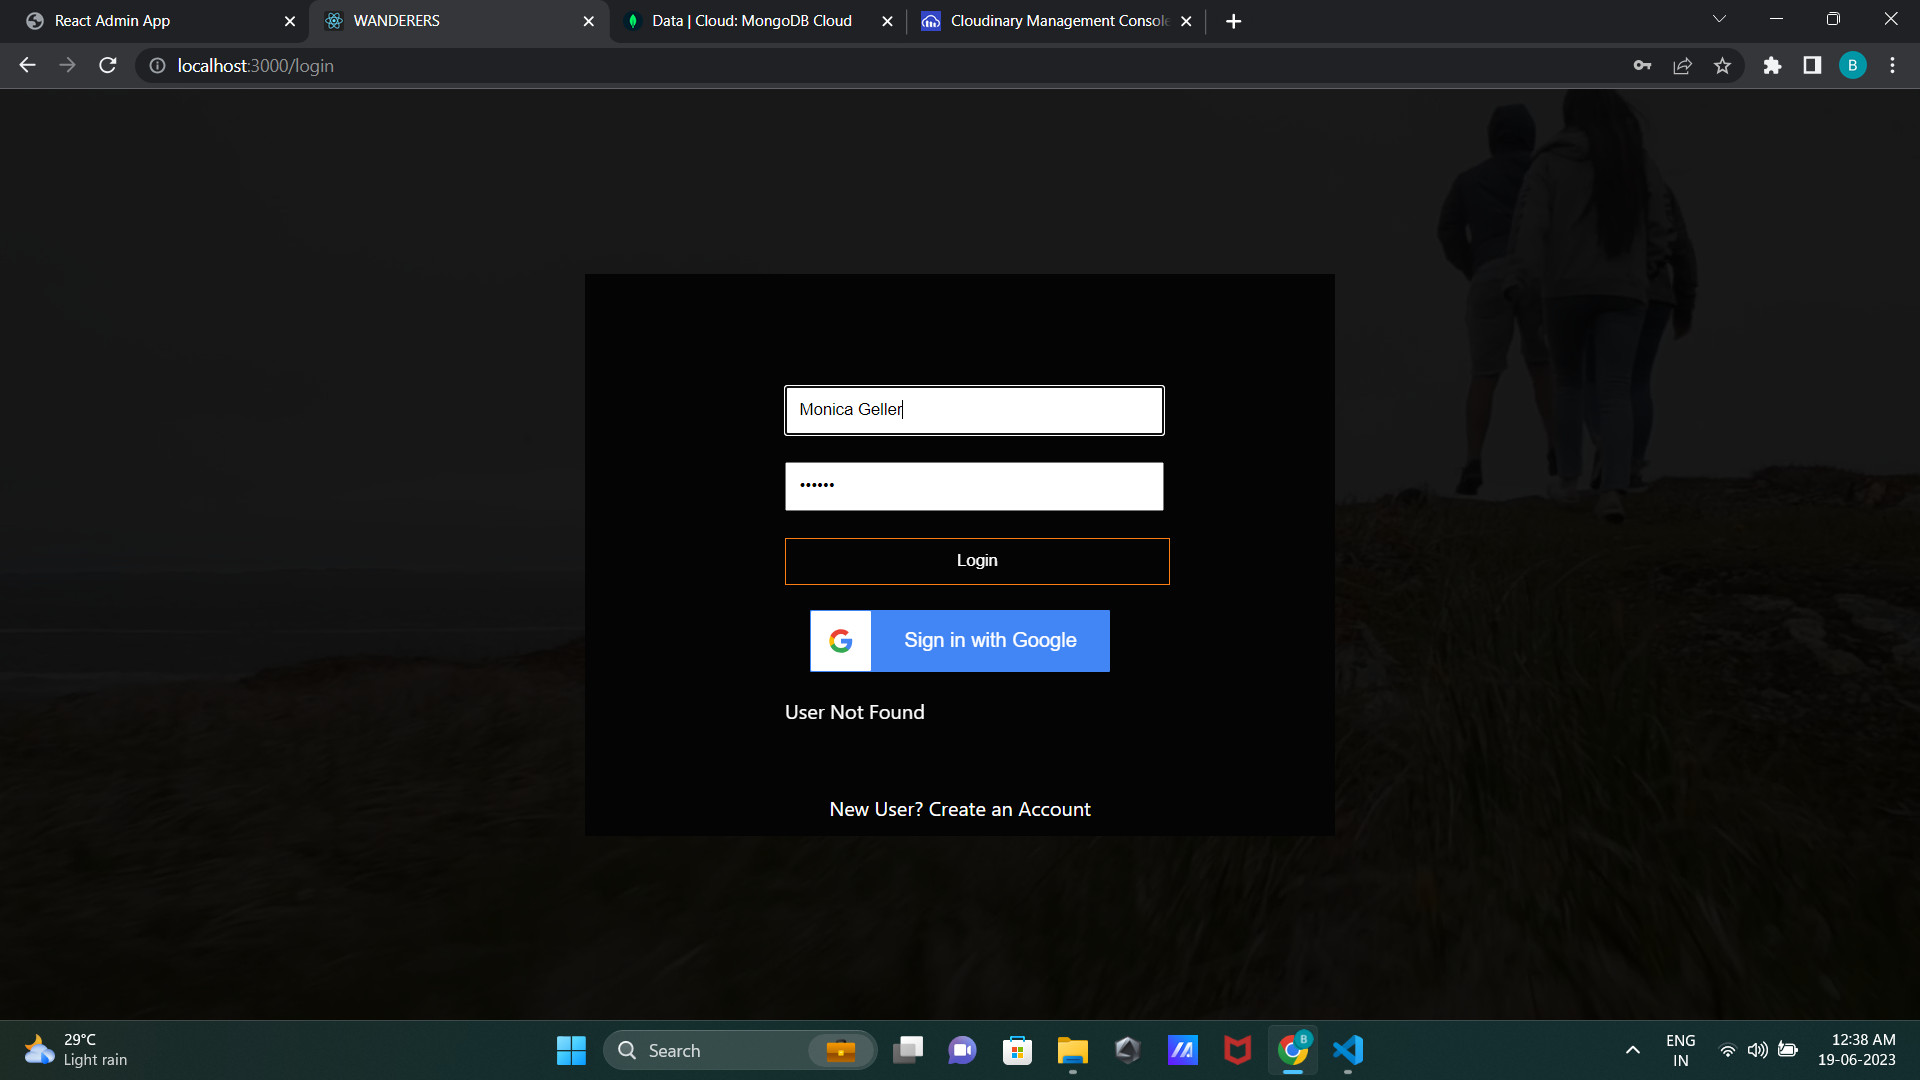 React Admin App
WANDERERS
Data | Cloud: MongoDB Cloud
Cloudinary Management Console
localhost:3000/login
B
Monica Geller
••••••
Login
G Sign in with Google
User Not Found
New User? Create an Account
29°C
Light rain
Search
B
ENG
IN
12:38 AM
19-06-2023